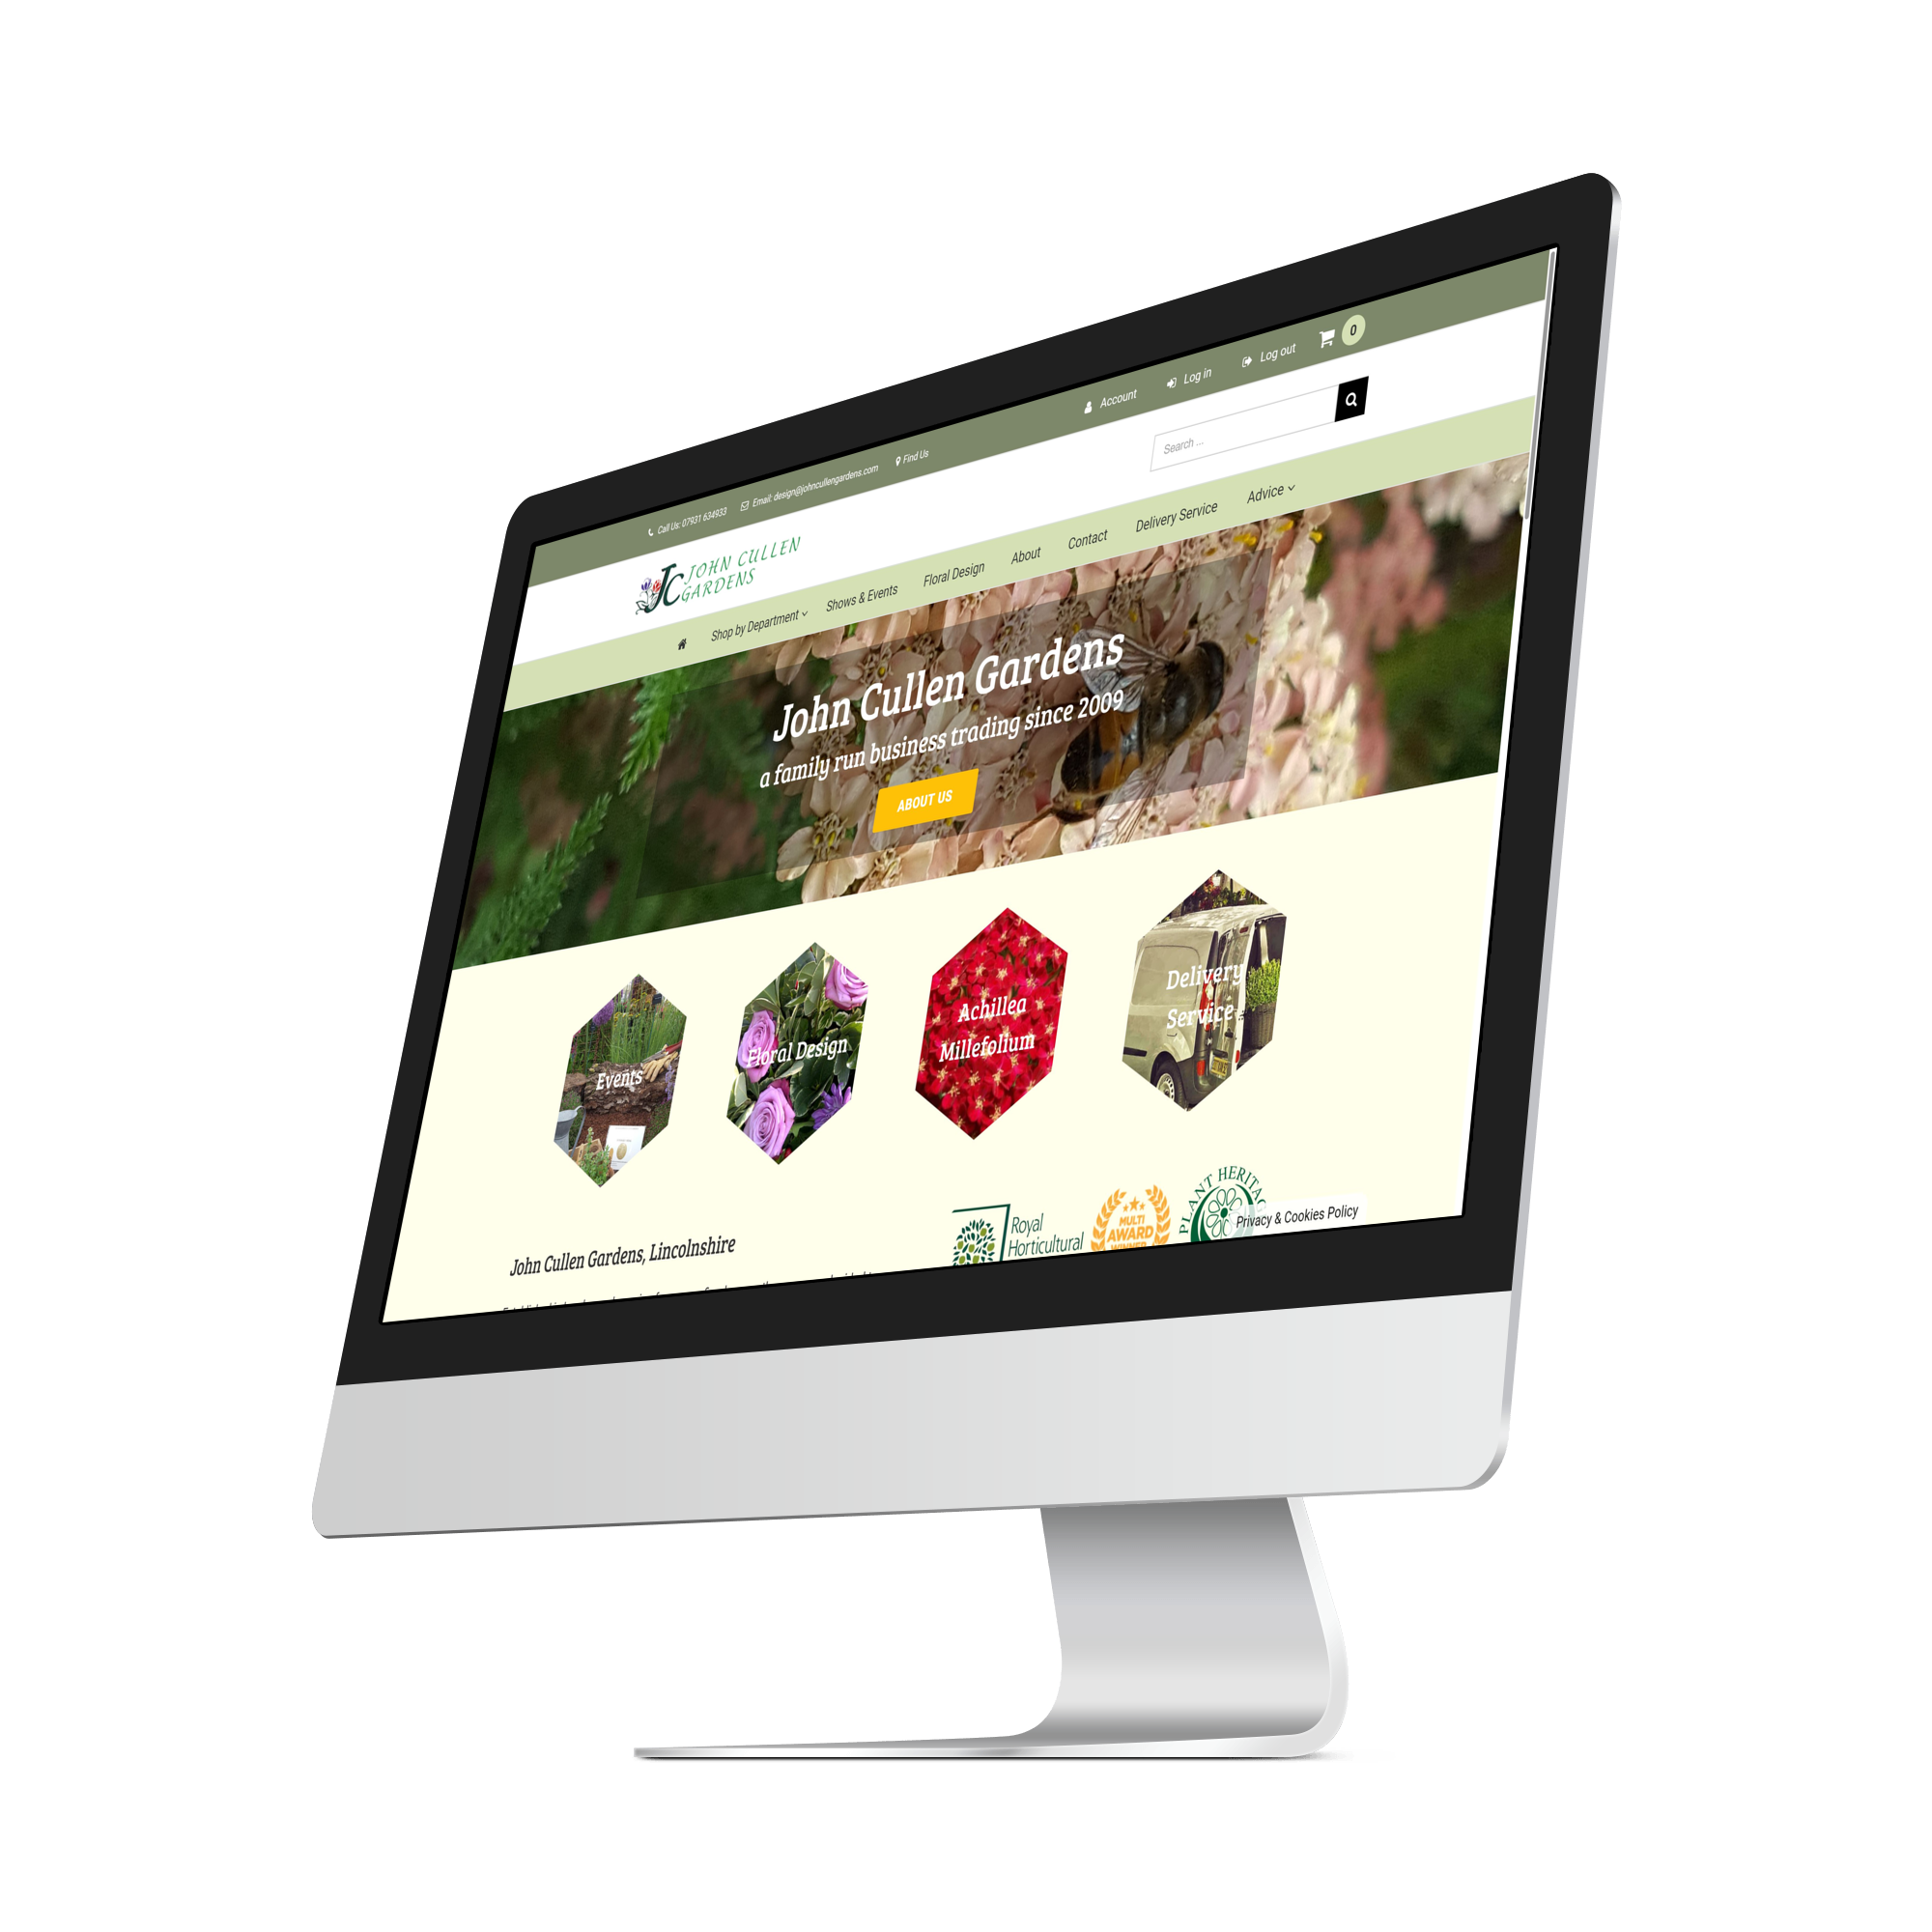 Call Us: 07931 634933 Email: design@johncullengardens.com Find Us Account Log in Log out 0
JOHN CULLEN
GARDENS
JC
Search ...
Shop by Department Shows & Events Floral Design About Contact Delivery Service Advice
John Cullen Gardens
a family run business trading since 2009
ABOUT US
Events
Floral Design
Achillea
Millefolium
Delivery
Service
John Cullen Gardens, Lincolnshire
Royal
Horticultural
MULTI
AWARD
WINNER
PLANT HERITAG
Privacy & Cookies Policy